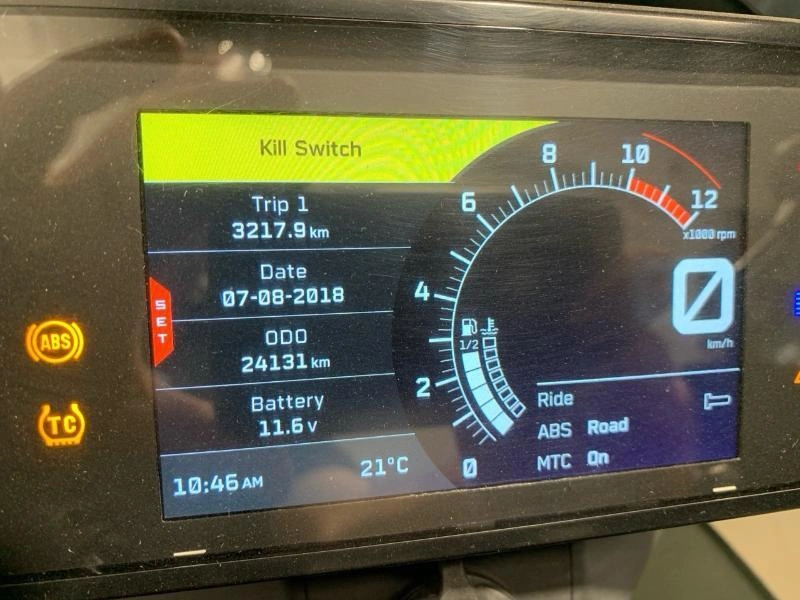 Kill Switch
Trip 1
3217.9 km
Date
07-08-2018
ODO
24131 km
Battery
11.6 V
10:46 AM
21°C
SET
ABS
TC
0
2
4
6
8
10
12
x1000 rpm
1/2
0
km/h
Ride
ABS Road
MTC On